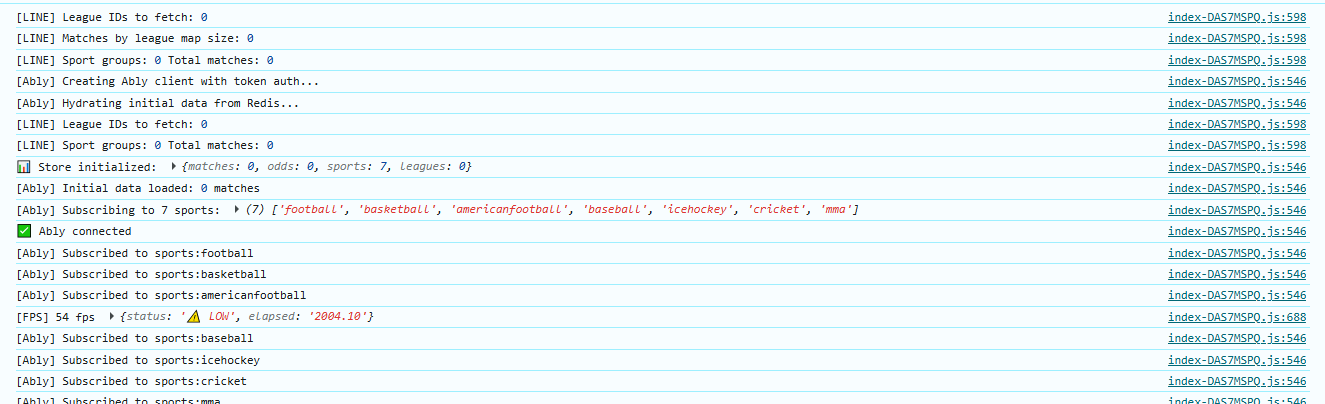 [LINE] League IDs to fetch: 0 index-DAS7MSPQ.js:598
[LINE] Matches by league map size: 0 index-DAS7MSPQ.js:598
[LINE] Sport groups: 0 Total matches: 0 index-DAS7MSPQ.js:598
[Ably] Creating Ably client with token auth... index-DAS7MSPQ.js:546
[Ably] Hydrating initial data from Redis... index-DAS7MSPQ.js:546
[LINE] League IDs to fetch: 0 index-DAS7MSPQ.js:598
[LINE] Sport groups: 0 Total matches: 0 index-DAS7MSPQ.js:598
📊 Store initialized: ▶ {matches: 0, odds: 0, sports: 7, leagues: 0} index-DAS7MSPQ.js:546
[Ably] Initial data loaded: 0 matches index-DAS7MSPQ.js:546
[Ably] Subscribing to 7 sports: ▶ (7) ['football', 'basketball', 'americanfootball', 'baseball', 'icehockey', 'cricket', 'mma'] index-DAS7MSPQ.js:546
✅ Ably connected index-DAS7MSPQ.js:546
[Ably] Subscribed to sports:football index-DAS7MSPQ.js:546
[Ably] Subscribed to sports:basketball index-DAS7MSPQ.js:546
[Ably] Subscribed to sports:americanfootball index-DAS7MSPQ.js:546
[FPS] 54 fps ▶ {status: '⚠️ LOW', elapsed: '2004.10'} index-DAS7MSPQ.js:688
[Ably] Subscribed to sports:baseball index-DAS7MSPQ.js:546
[Ably] Subscribed to sports:icehockey index-DAS7MSPQ.js:546
[Ably] Subscribed to sports:cricket index-DAS7MSPQ.js:546
[Ably] Subscribed to sports:mma index-DAS7MSPQ.js:546